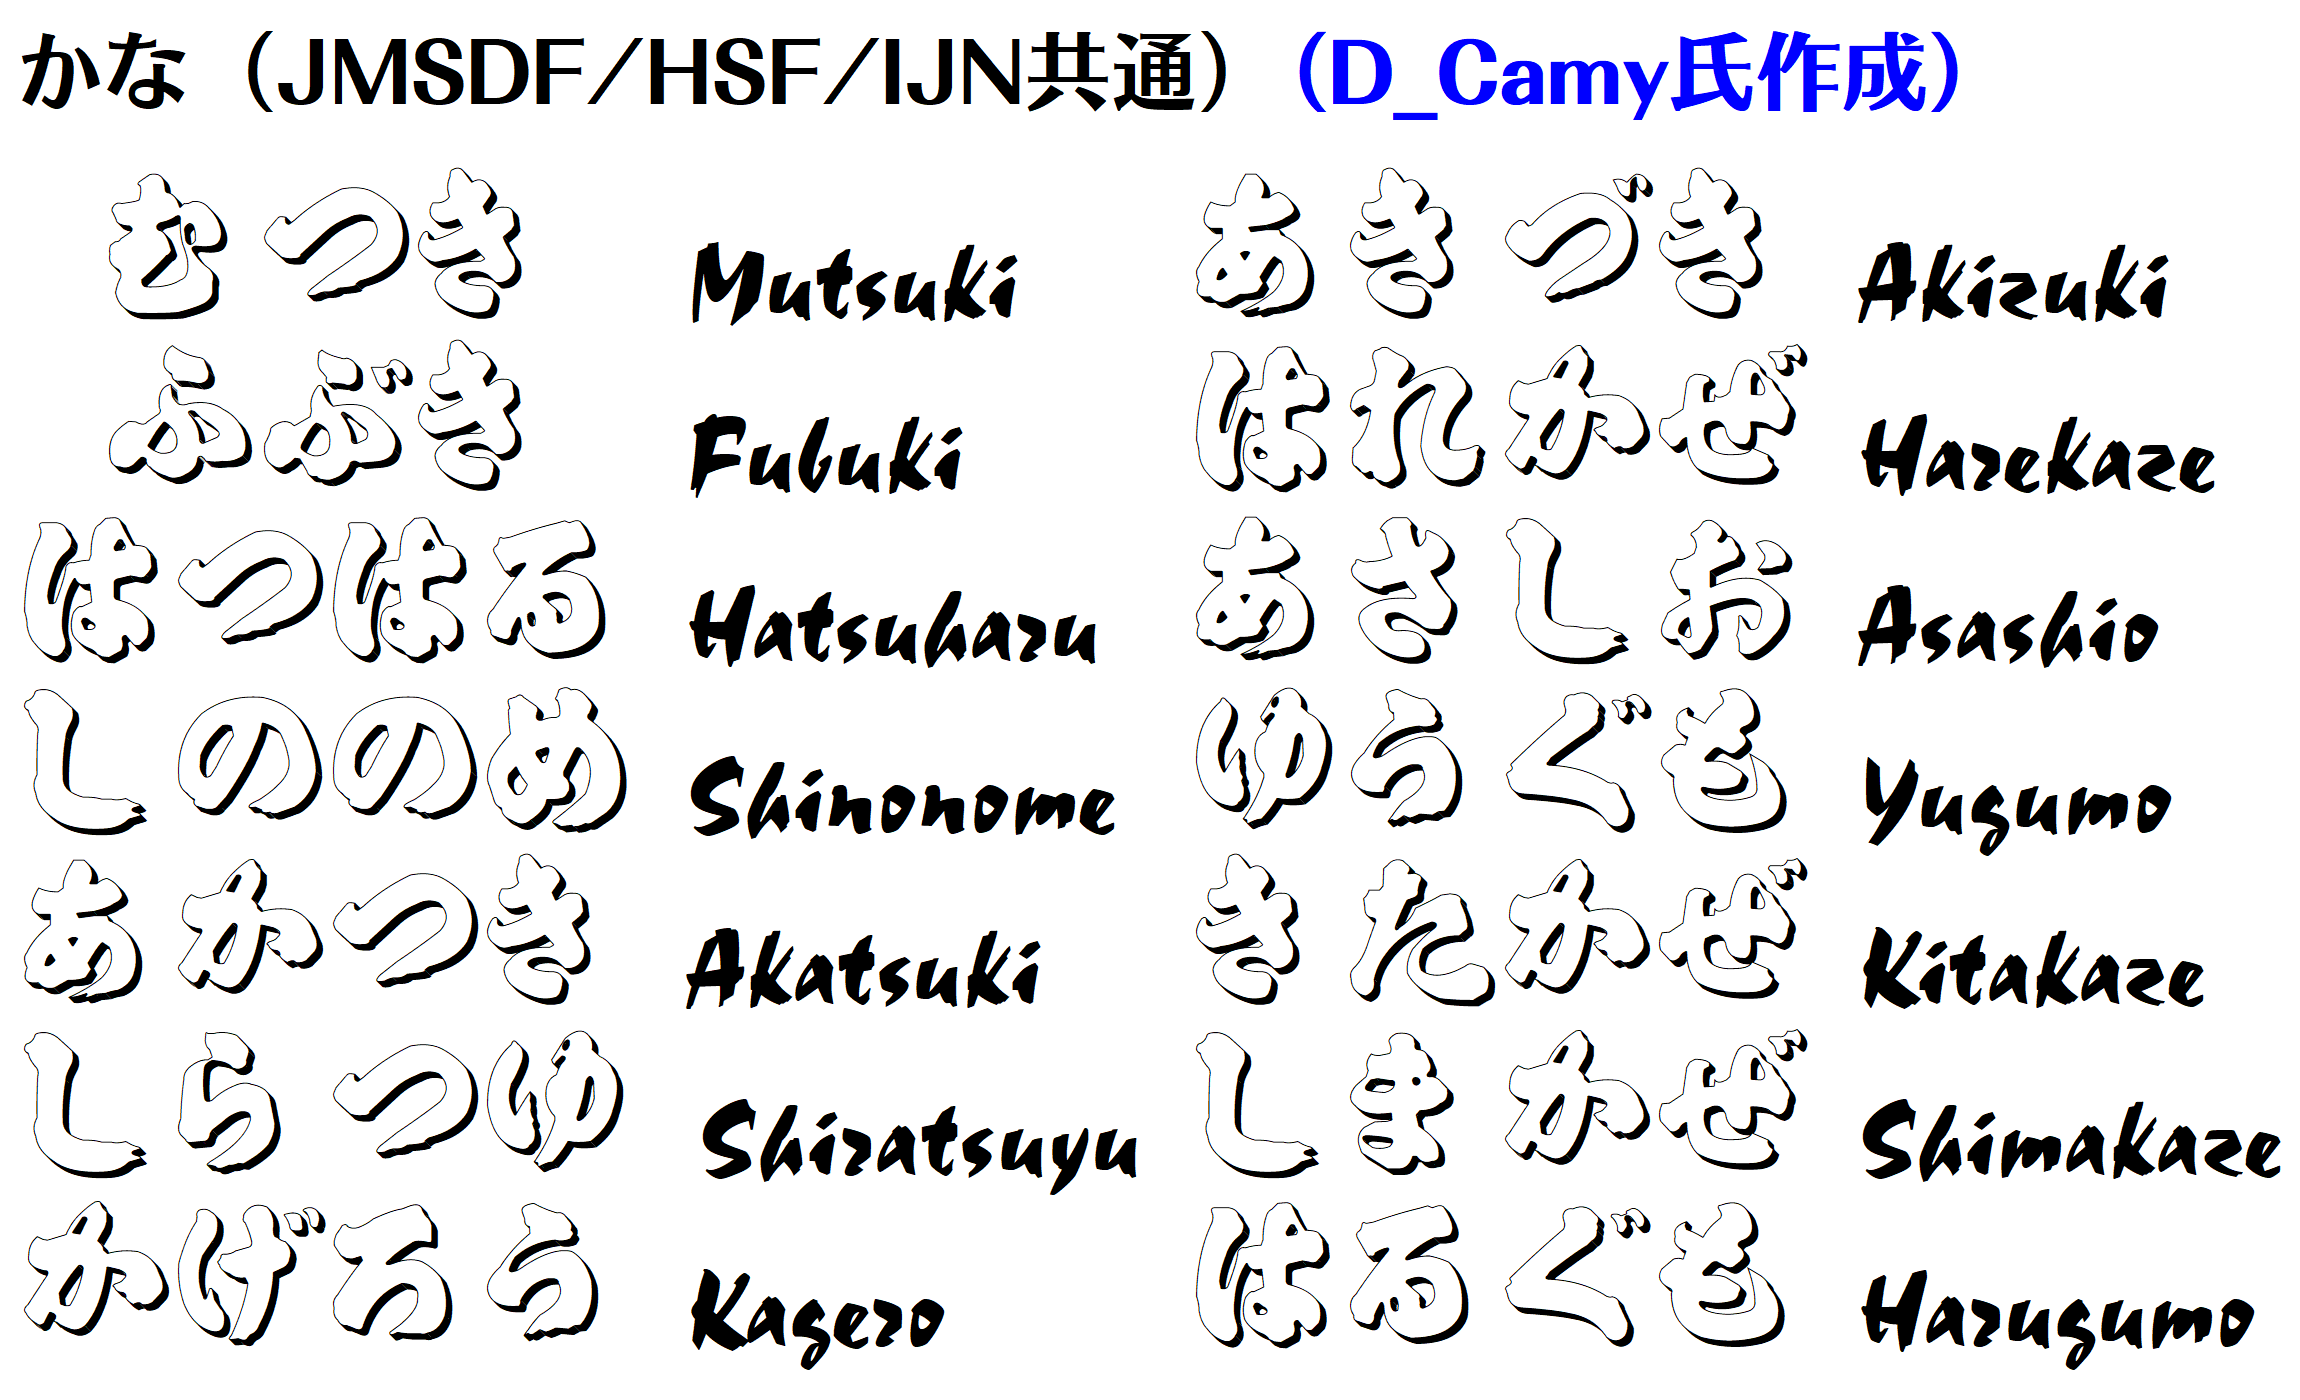 かな（JMSDF/HSF/IJN共通）（D_Camy氏作成）
むつき Mutsuki あきづき Akizuki
ふぶき Fubuki はれかぜ Harekaze
はつはる Hatsuharu あさしお Asashio
しののめ Shinonome ゆうぐも Yugumo
あかつき Akatsuki きたかぜ Kitakaze
しらつゆ Shiratsuyu しまかぜ Shimakaze
かげろう Kagero はるぐも Harugumo